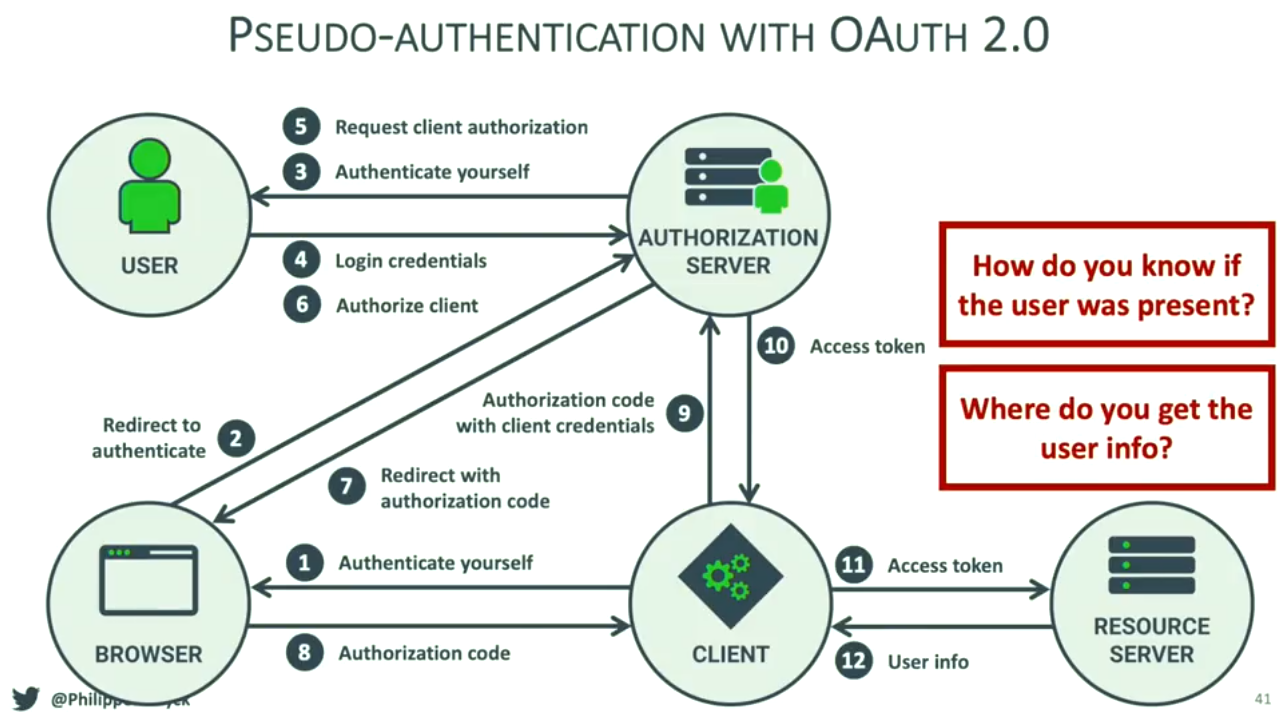 PSEUDO-AUTHENTICATION WITH OAUTH 2.0
5 Request client authorization
3 Authenticate yourself
4 Login credentials
6 Authorize client
USER
AUTHORIZATION
SERVER
How do you know if
the user was present?
10 Access token
Where do you get the
user info?
Authorization code
with client credentials
9
Redirect to
authenticate
2
7
Redirect with
authorization code
1 Authenticate yourself
8 Authorization code
BROWSER
CLIENT
11 Access token
12 User info
RESOURCE
SERVER
41